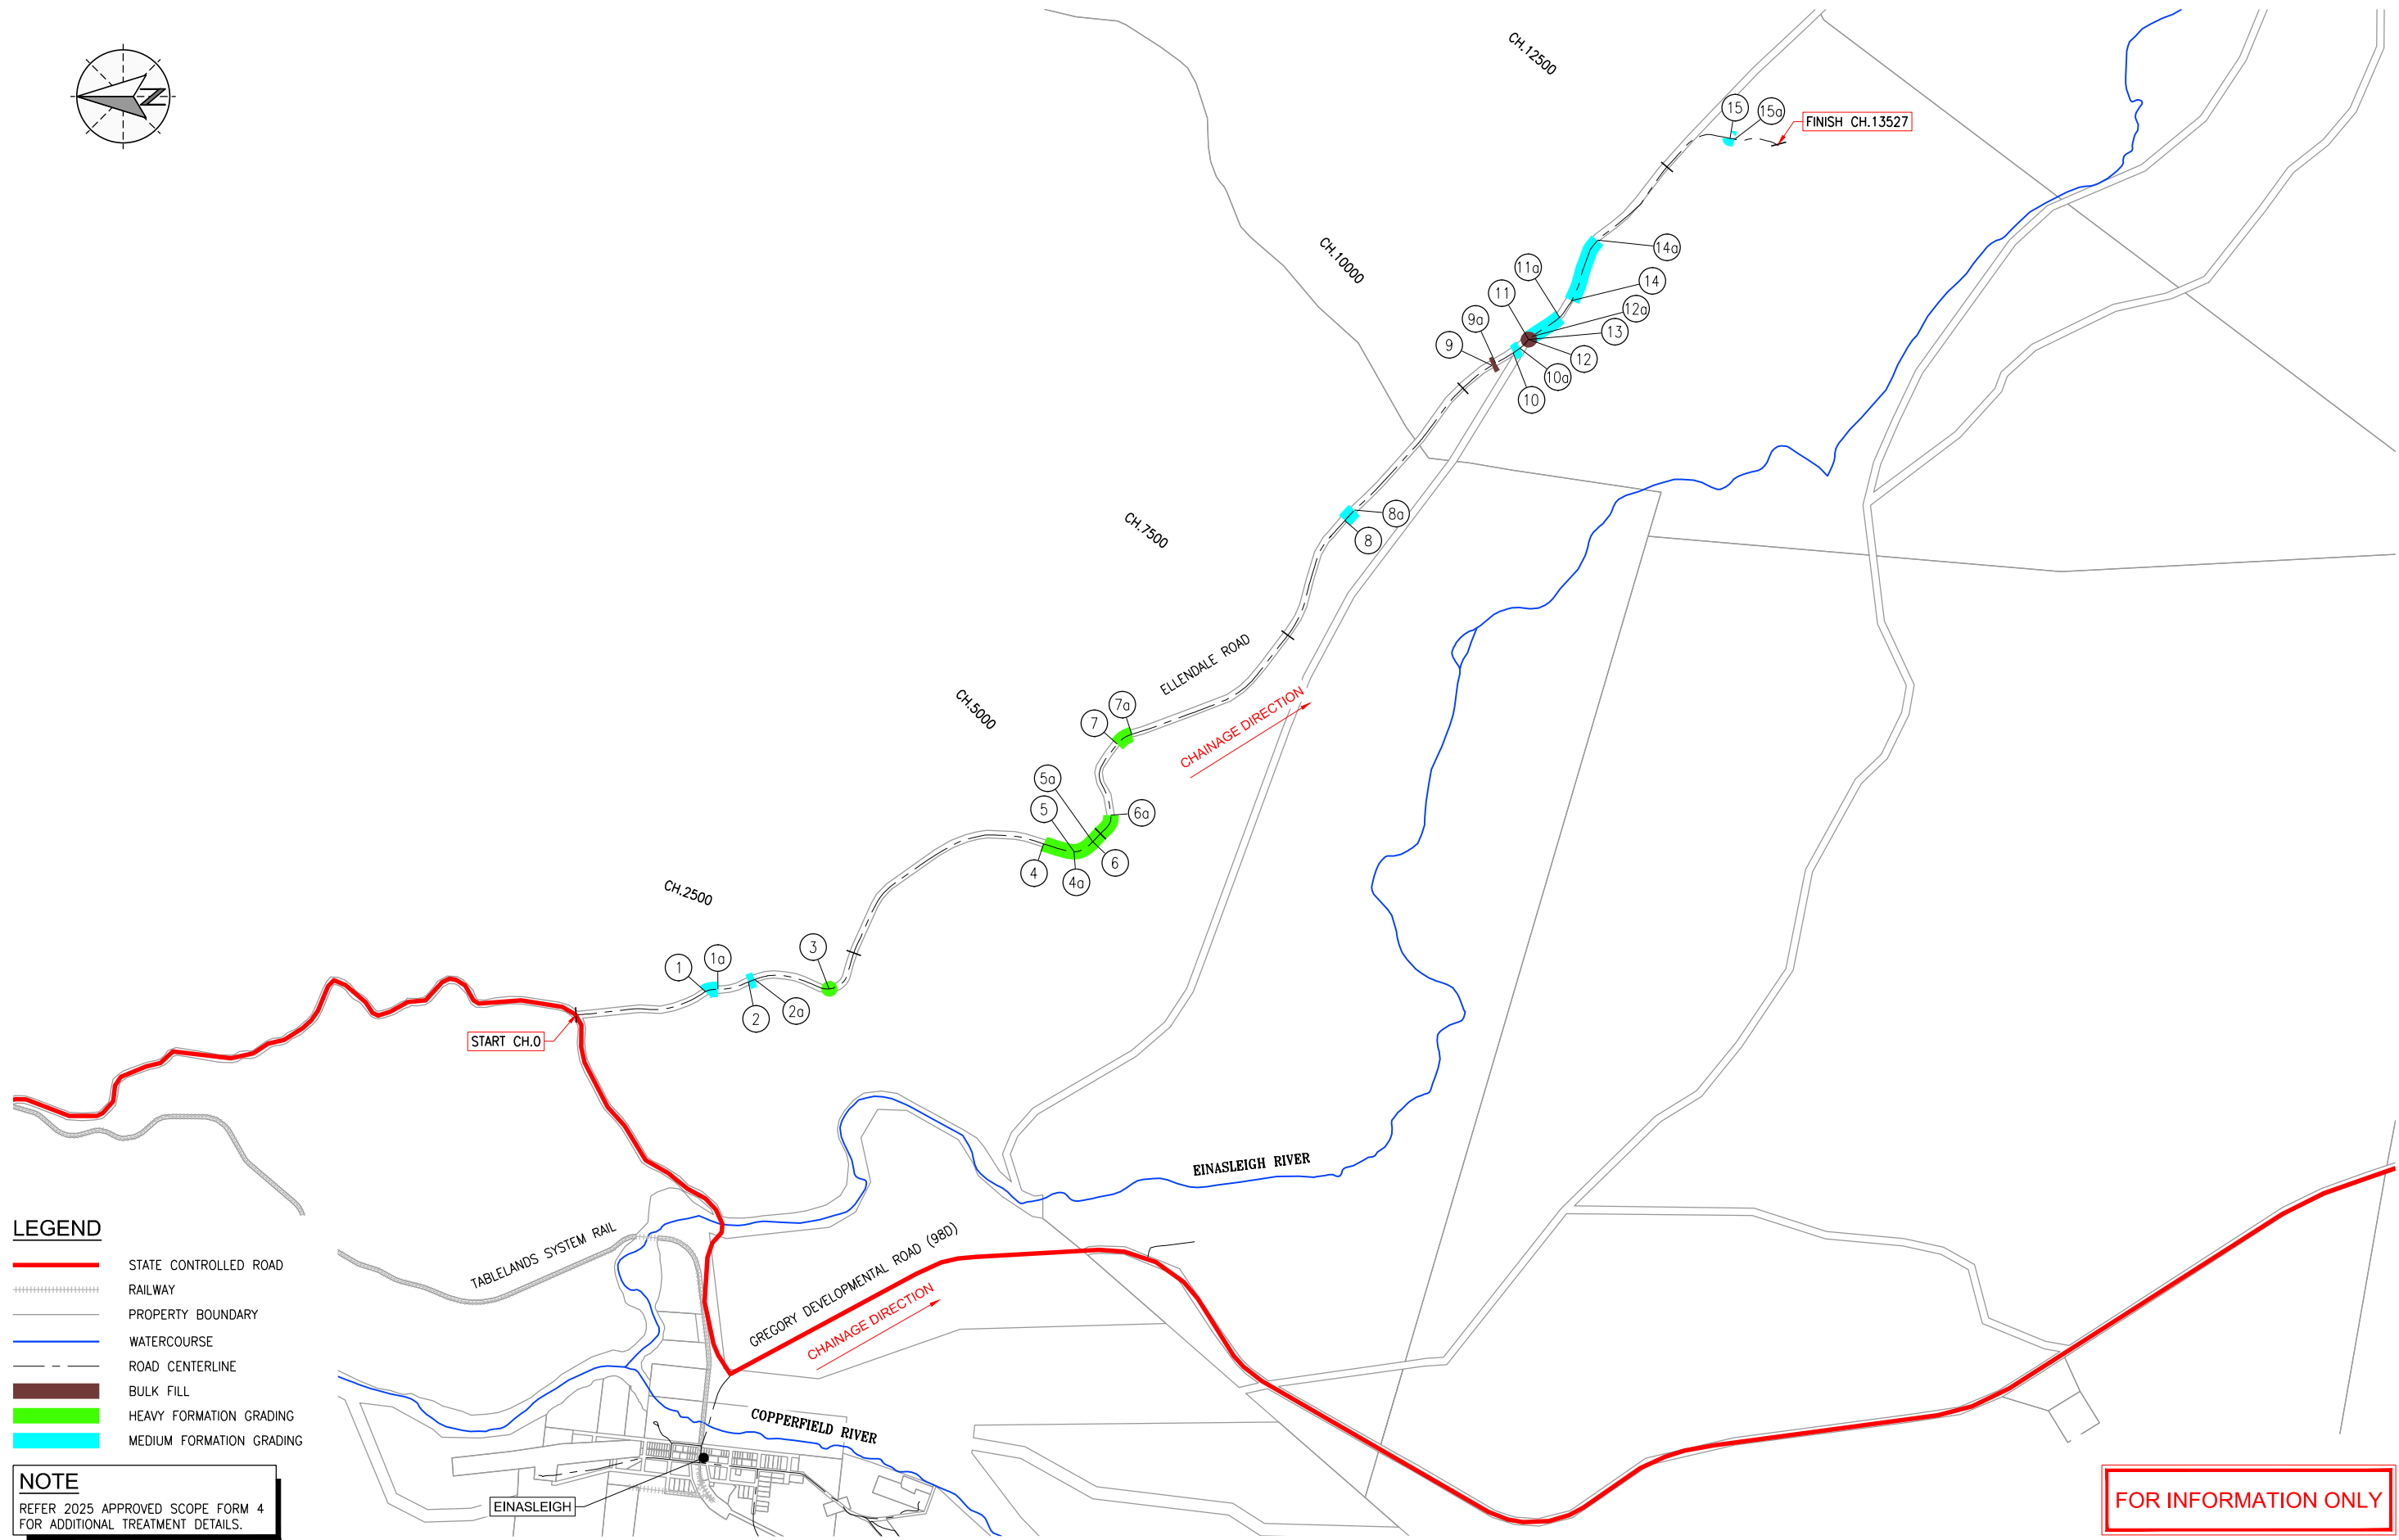 N
CH.12500
15
15a
FINISH CH.13527
CH.10000
14a
11a
14
11
12a
9a
13
9
12
10a
10
CH.7500
8a
8
ELLENDALE ROAD
CHAINAGE DIRECTION
CH.5000
7a
7
5a
5
6a
6
4
4a
CH.2500
3
1a
1
2a
2
START CH.0
EINASLEIGH RIVER
TABLELANDS SYSTEM RAIL
GREGORY DEVELOPMENTAL ROAD (98D)
CHAINAGE DIRECTION
COPPERFIELD RIVER
EINASLEIGH
LEGEND
STATE CONTROLLED ROAD
RAILWAY
PROPERTY BOUNDARY
WATERCOURSE
ROAD CENTERLINE
BULK FILL
HEAVY FORMATION GRADING
MEDIUM FORMATION GRADING
NOTE
REFER 2025 APPROVED SCOPE FORM 4
FOR ADDITIONAL TREATMENT DETAILS.
FOR INFORMATION ONLY